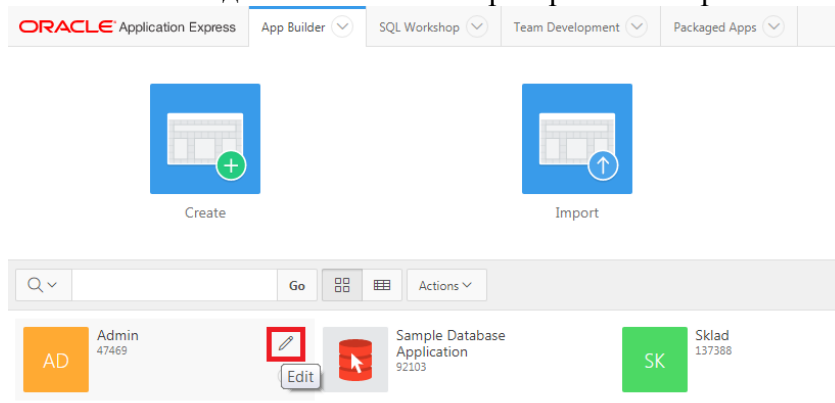 ORACLE Application Express App Builder SQL Workshop Team Development Packaged Apps
Create Import
Go Actions
AD Admin
47469
Edit
Sample Database
Application
92103
SK Sklad
137388